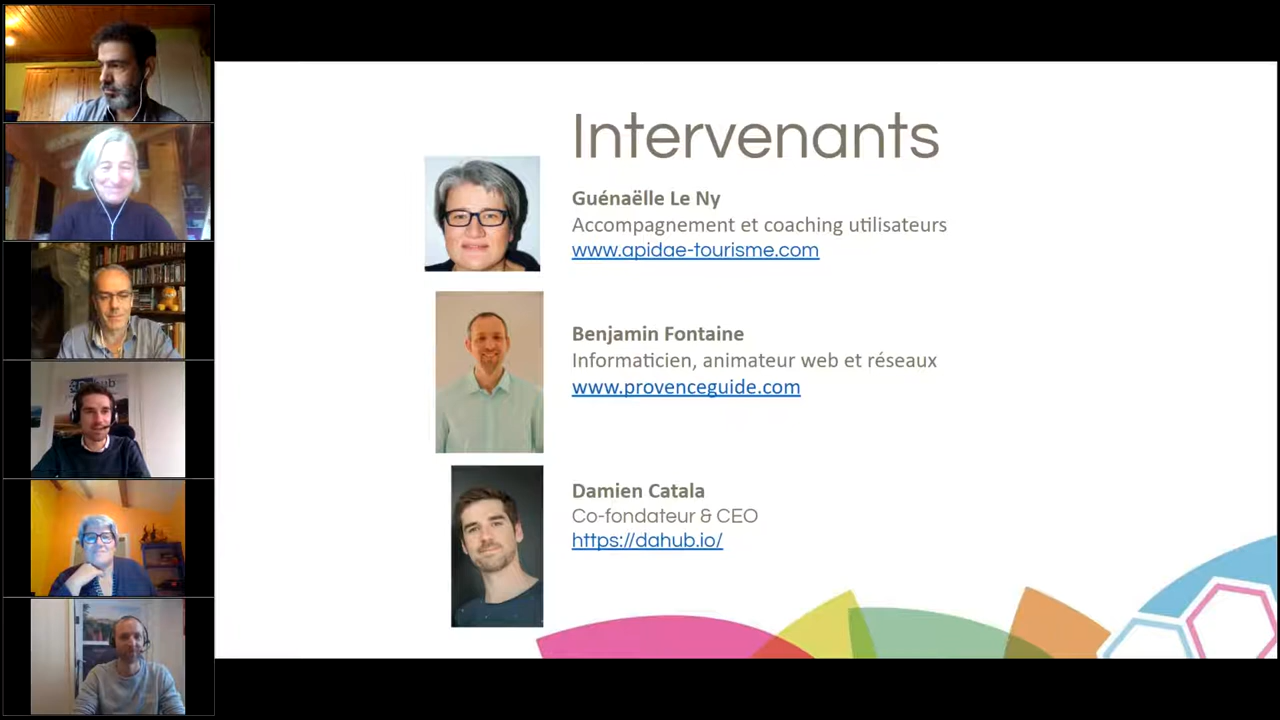 Intervenants
Guénaëlle Le Ny
Accompagnement et coaching utilisateurs
www.apidae-tourisme.com
Benjamin Fontaine
Informaticien, animateur web et réseaux
www.provenceguide.com
Damien Catala
Co-fondateur & CEO
https://dahub.io/
dahub